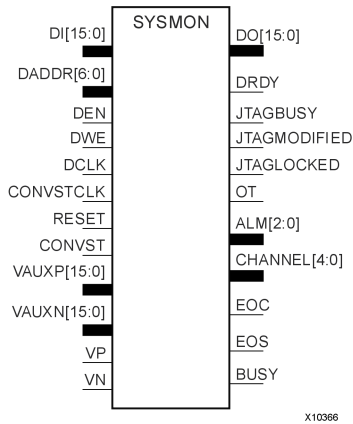 SYSMON
DI[15:0]
DADDR[6:0]
DEN
DWE
DCLK
CONVSTCLK
RESET
CONVST
VAUXP[15:0]
VAUXN[15:0]
VP
VN
DO[15:0]
DRDY
JTAGBUSY
JTAGMODIFIED
JTAGLOCKED
OT
ALM[2:0]
CHANNEL[4:0]
EOC
EOS
BUSY
X10366